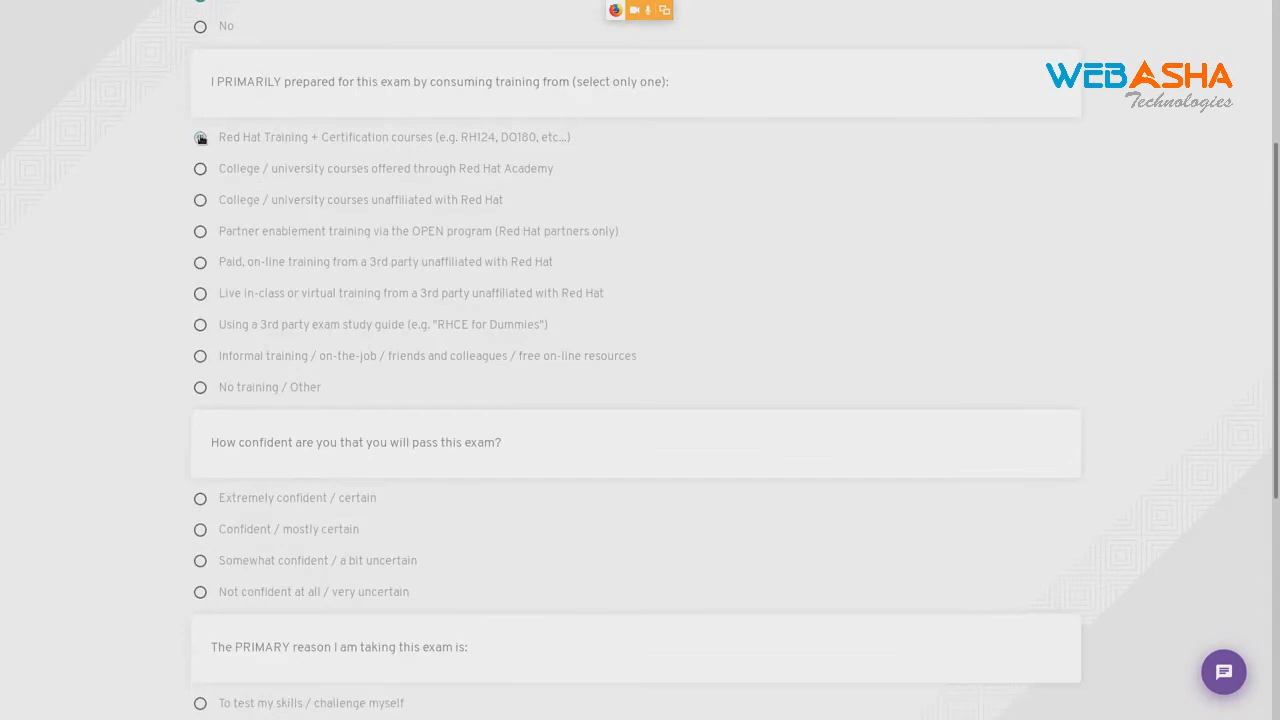 No
I PRIMARILY prepared for this exam by consuming training from (select only one):
WEBASHA
Technologies
Red Hat Training + Certification courses (e.g. RH124, DO180, etc...)
College / university courses offered through Red Hat Academy
College / university courses unaffiliated with Red Hat
Partner enablement training via the OPEN program (Red Hat partners only)
Paid, on-line training from a 3rd party unaffiliated with Red Hat
Live in-class or virtual training from a 3rd party unaffiliated with Red Hat
Using a 3rd party exam study guide (e.g. "RHCE for Dummies")
Informal training / on-the-job / friends and colleagues / free on-line resources
No training / Other
How confident are you that you will pass this exam?
Extremely confident / certain
Confident / mostly certain
Somewhat confident / a bit uncertain
Not confident at all / very uncertain
The PRIMARY reason I am taking this exam is:
To test my skills / challenge myself